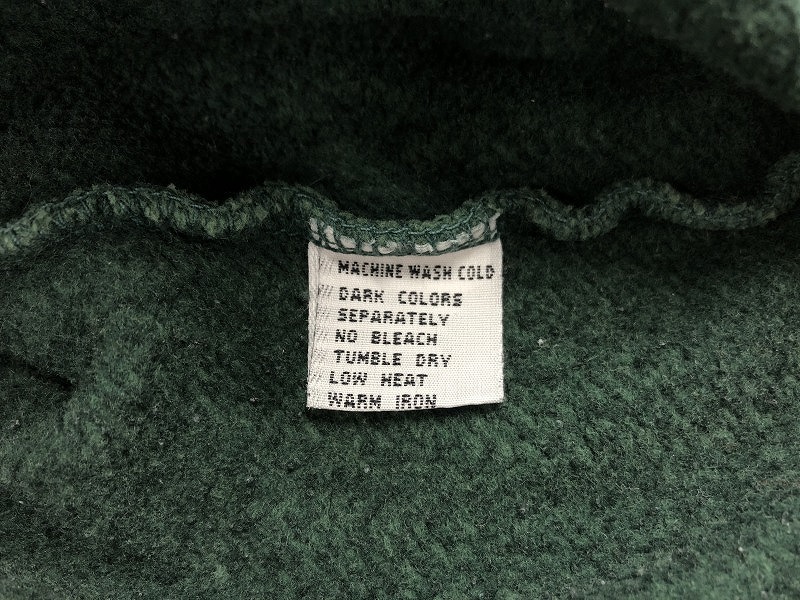 MACHINE WASH COLD
DARK COLORS
SEPARATELY
NO BLEACH
TUMBLE DRY
LOW HEAT
WARM IRON